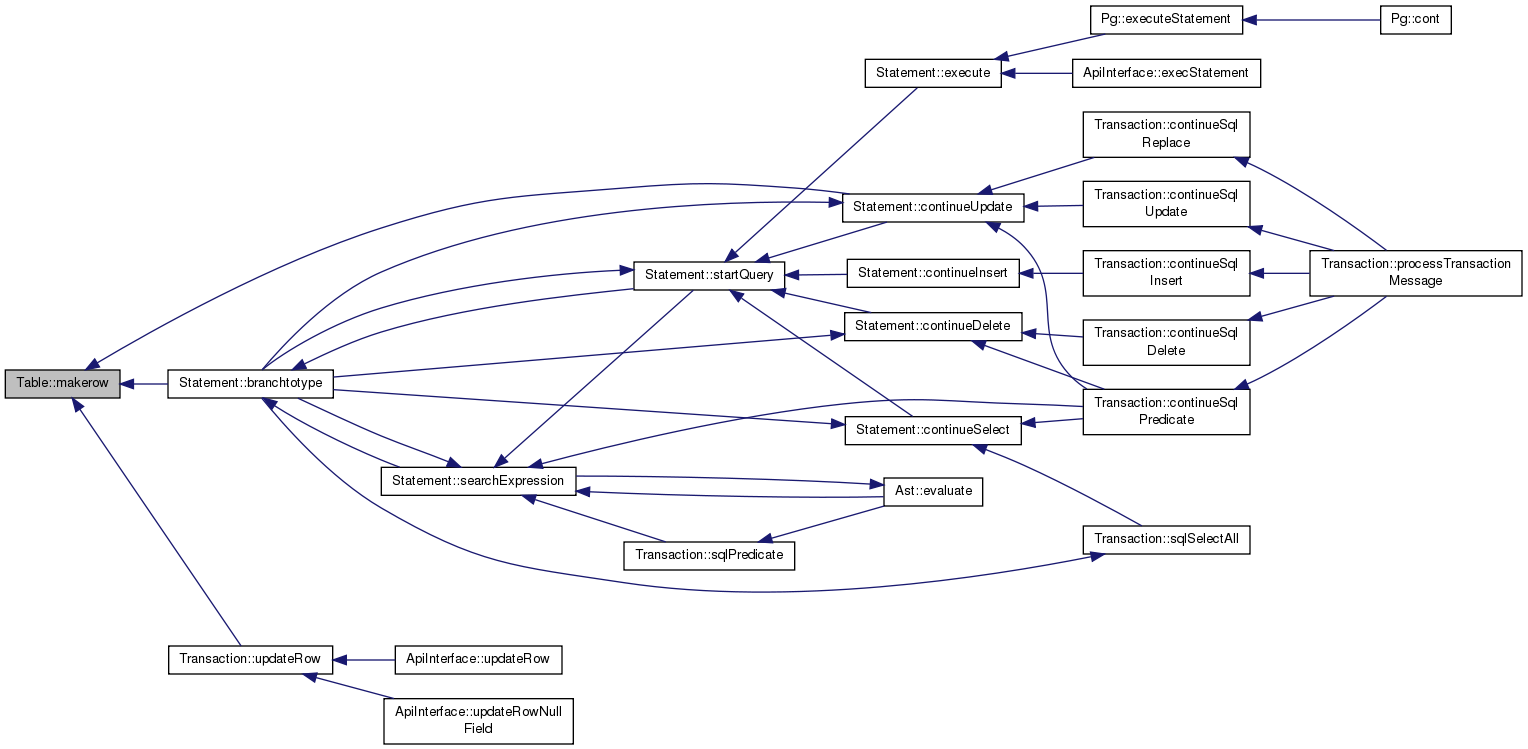 Pg::executeStatement
Pg::cont
Statement::execute
ApiInterface::execStatement
Transaction::continueSql
Replace
Statement::continueUpdate
Transaction::continueSql
Update
Statement::startQuery
Statement::continueInsert
Transaction::continueSql
Insert
Transaction::processTransaction
Message
Statement::continueDelete
Transaction::continueSql
Delete
Table::makerow
Statement::branchtotype
Transaction::continueSql
Predicate
Statement::continueSelect
Statement::searchExpression
Ast::evaluate
Transaction::sqlPredicate
Transaction::sqlSelectAll
Transaction::updateRow
ApiInterface::updateRow
ApiInterface::updateRowNull
Field